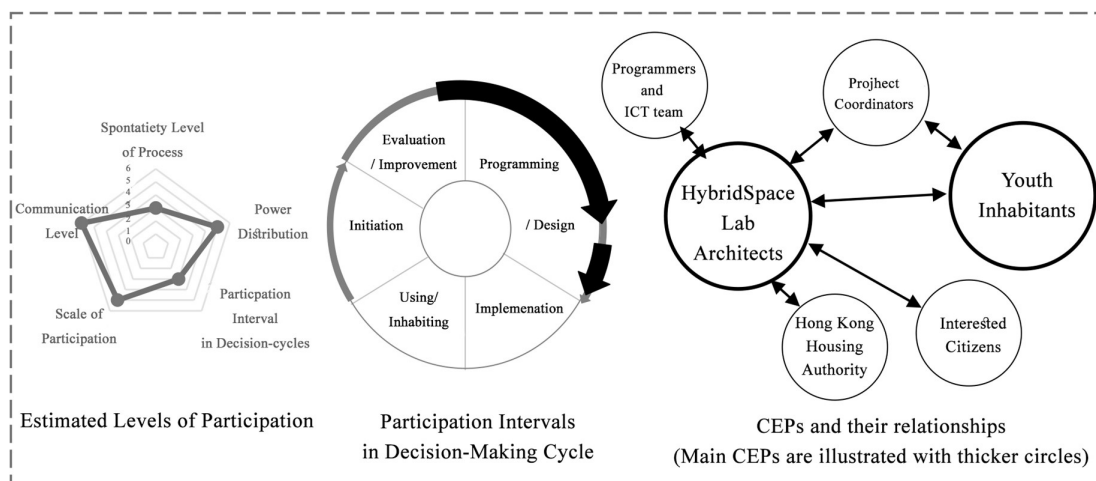 Spontatiety Level
of Process
6
5
4
3
2
1
0
Communication
Level
Power
Distribution
Scale of
Participation
Particpation
Interval
in Decision-cycles
Estimated Levels of Participation
Evaluation
/ Improvement
Programming
Initiation
/ Design
Using/
Inhabiting
Implemenation
Participation Intervals
in Decision-Making Cycle
Programmers
and
ICT team
Projhect
Coordinators
HybridSpace
Lab
Architects
Youth
Inhabitants
Hong Kong
Housing
Authority
Interested
Citizens
CEPs and their relationships
(Main CEPs are illustrated with thicker circles)